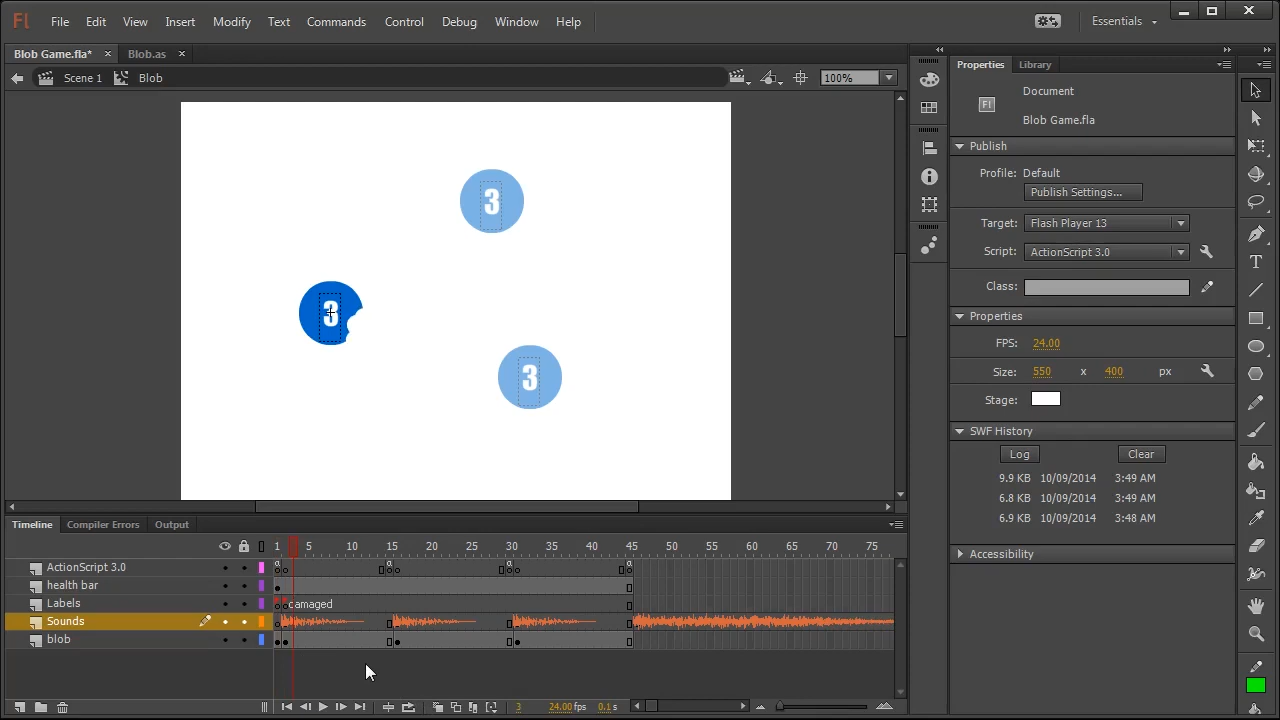 Fl File Edit View Insert Modify Text Commands Control Debug Window Help Essentials
Blob Game.fla* × Blob.as ×
Scene 1 Blob 100%
3
3
3
Properties Library
Document
Fl
Blob Game.fla
Publish
Profile: Default
Publish Settings...
Target: Flash Player 13
Script: ActionScript 3.0
Class:
Properties
FPS: 24.00
Size: 550 x 400 px
Stage:
SWF History
Log Clear
9.9 KB 10/09/2014 3:49 AM
6.8 KB 10/09/2014 3:49 AM
6.9 KB 10/09/2014 3:48 AM
Accessibility
T
Timeline Compiler Errors Output
1 5 10 15 20 25 30 35 40 45 50 55 60 65 70 75
ActionScript 3.0
health bar
Labels damaged
Sounds
blob
3 24.00fps 0.1s